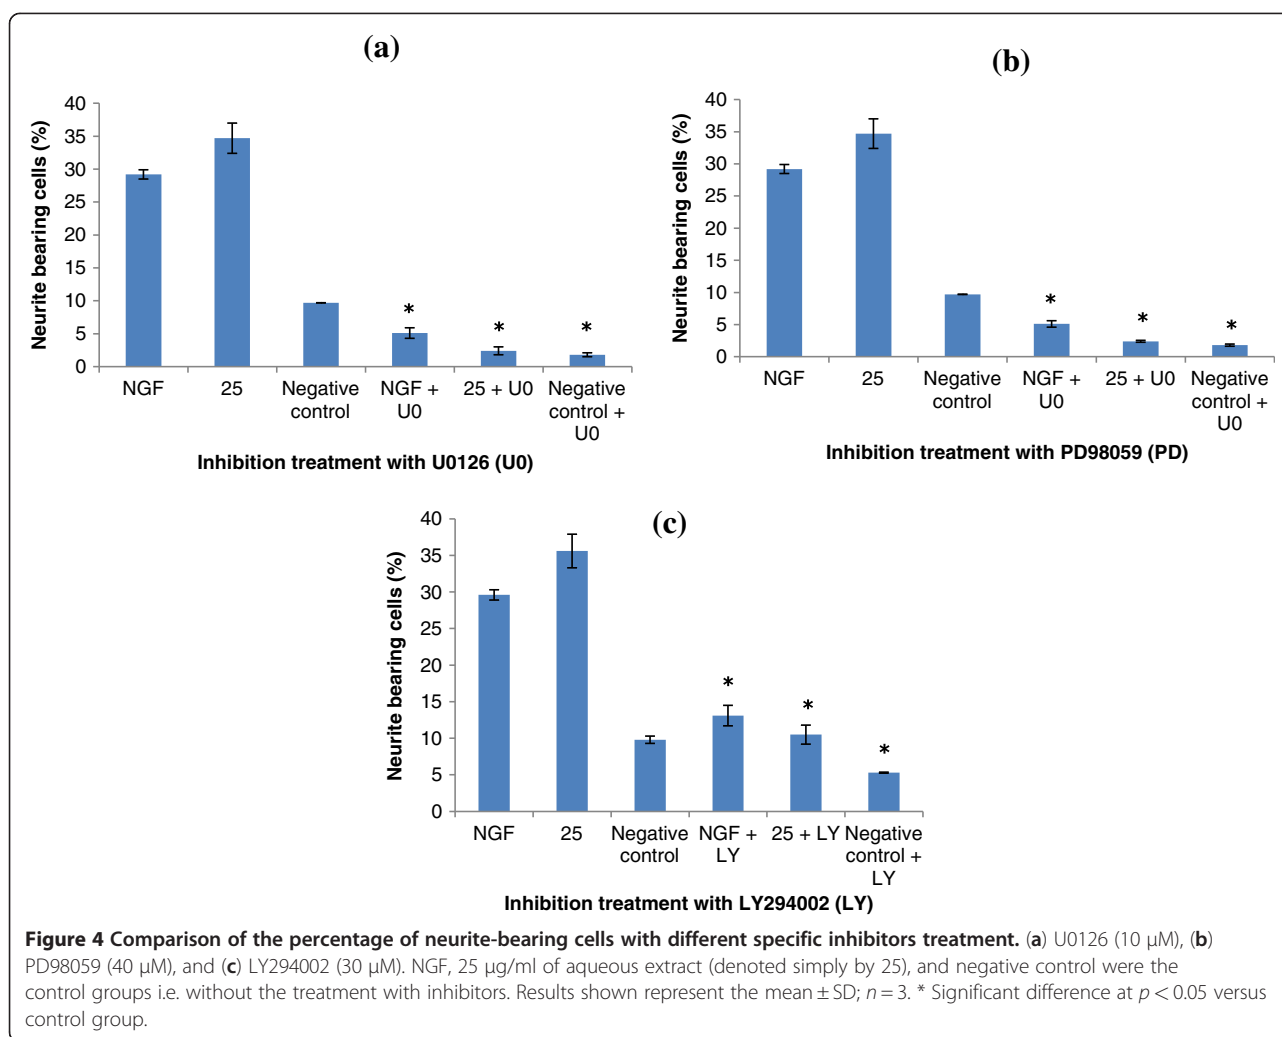 (a)
40
35
30
25
20
15
10
5
0
Neurite bearing cells (%)
*
*
*
NGF
25
Negative
control
NGF +
U0
25 + U0
Negative
control +
U0
Inhibition treatment with U0126 (U0)
(b)
40
35
30
25
20
15
10
5
0
Neurite bearing cells (%)
*
*
*
NGF
25
Negative
control
NGF +
U0
25 + U0
Negative
control +
U0
Inhibition treatment with PD98059 (PD)
(c)
40
35
30
25
20
15
10
5
0
Neurite bearing cells (%)
*
*
*
NGF
25
Negative
control
NGF +
LY
25 + LY
Negative
control +
LY
Inhibition treatment with LY294002 (LY)
Figure 4 Comparison of the percentage of neurite-bearing cells with different specific inhibitors treatment. (a) U0126 (10 μM), (b)
PD98059 (40 μM), and (c) LY294002 (30 μM). NGF, 25 μg/ml of aqueous extract (denoted simply by 25), and negative control were the
control groups i.e. without the treatment with inhibitors. Results shown represent the mean ± SD; n = 3. * Significant difference at p < 0.05 versus
control group.